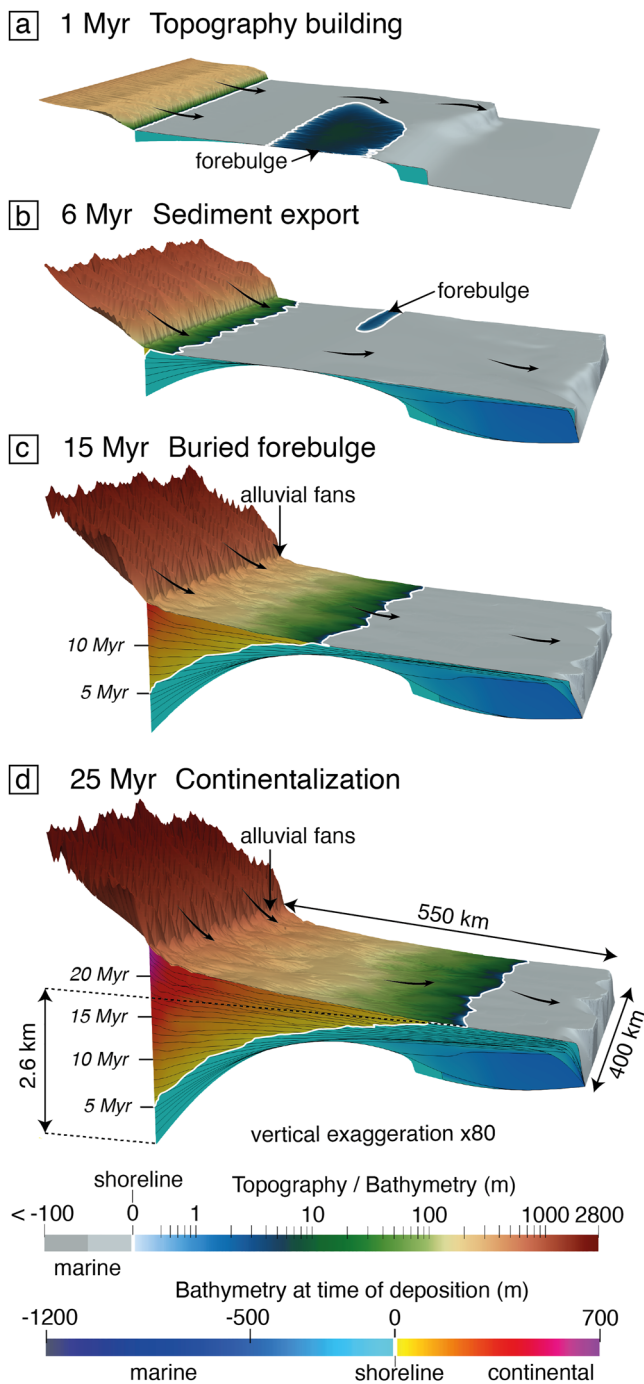 a 1 Myr Topography building
forebulge
b 6 Myr Sediment export
forebulge
c 15 Myr Buried forebulge
alluvial fans
10 Myr
5 Myr
d 25 Myr Continentalization
alluvial fans
550 km
20 Myr
15 Myr
10 Myr
5 Myr
2.6 km
400 km
vertical exaggeration x80
shoreline
Topography / Bathymetry (m)
< -100 0 1 10 100 1000 2800
marine
Bathymetry at time of deposition (m)
-1200 -500 0 700
marine shoreline continental